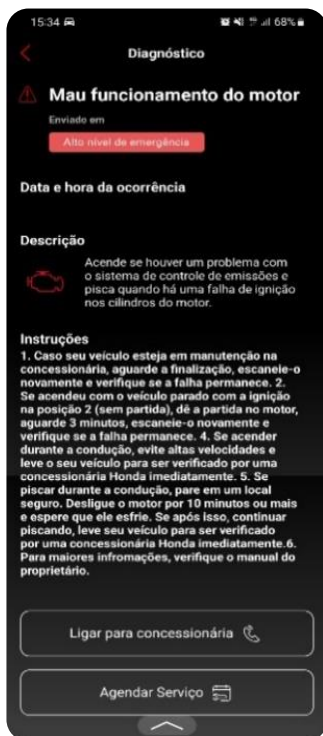 15:34 68%
Diagnóstico
Mau funcionamento do motor
Enviado em
Alto nível de emergência
Data e hora da ocorrência
Descrição
Acende se houver um problema com
o sistema de controle de emissões e
pisca quando há uma falha de ignição
nos cilindros do motor.
Instruções
1. Caso seu veículo esteja em manutenção na
concessionária, aguarde a finalização, escaneie-o
novamente e verifique se a falha permanece. 2.
Se acendeu com o veículo parado com a ignição
na posição 2 (sem partida), dê a partida no motor,
aguarde 3 minutos, escaneie-o novamente e
verifique se a falha permanece. 4. Se acender
durante a condução, evite altas velocidades e
leve o seu veículo para ser verificado por uma
concessionária Honda imediatamente. 5. Se
piscar durante a condução, pare em um local
seguro. Desligue o motor por 10 minutos ou mais
e espere que ele esfrie. Se após isso, continuar
piscando, leve seu veículo para ser verificado
por uma concessionária Honda imediatamente.6.
Para maiores infromações, verifique o manual do
proprietário.
Ligar para concessionária
Agendar Serviço